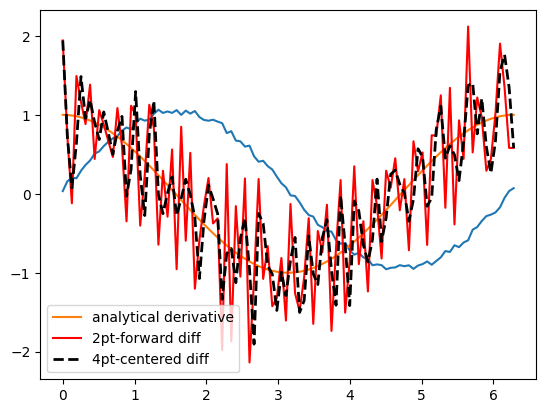 2
1
0
−1
−2
analytical derivative
2pt-forward diff
4pt-centered diff
0 1 2 3 4 5 6